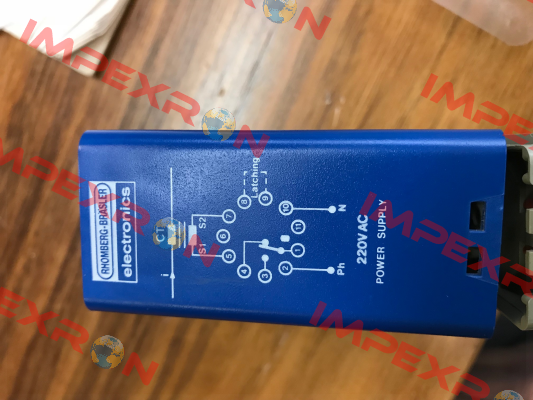 RHOMBERG-BRASLER
electronics
i
C.T.
S1
S2
5
6
7
8
Latching
9
10
N
11
1
2
Ph
3
4
220VAC
POWER SUPPLY
IMPEXRON
IMPEXRON
IMPEXRON
IMPEXRON
IMPEXRON
IMPEXRON